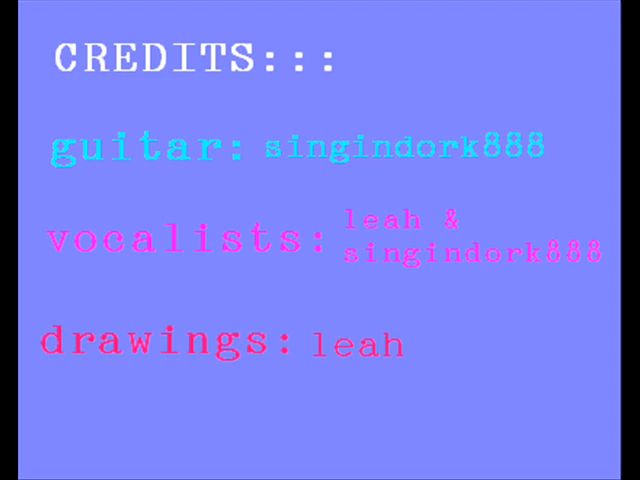 CREDITS:::
guitar: singindork888
vocalists: leah &
singindork888
drawings: leah